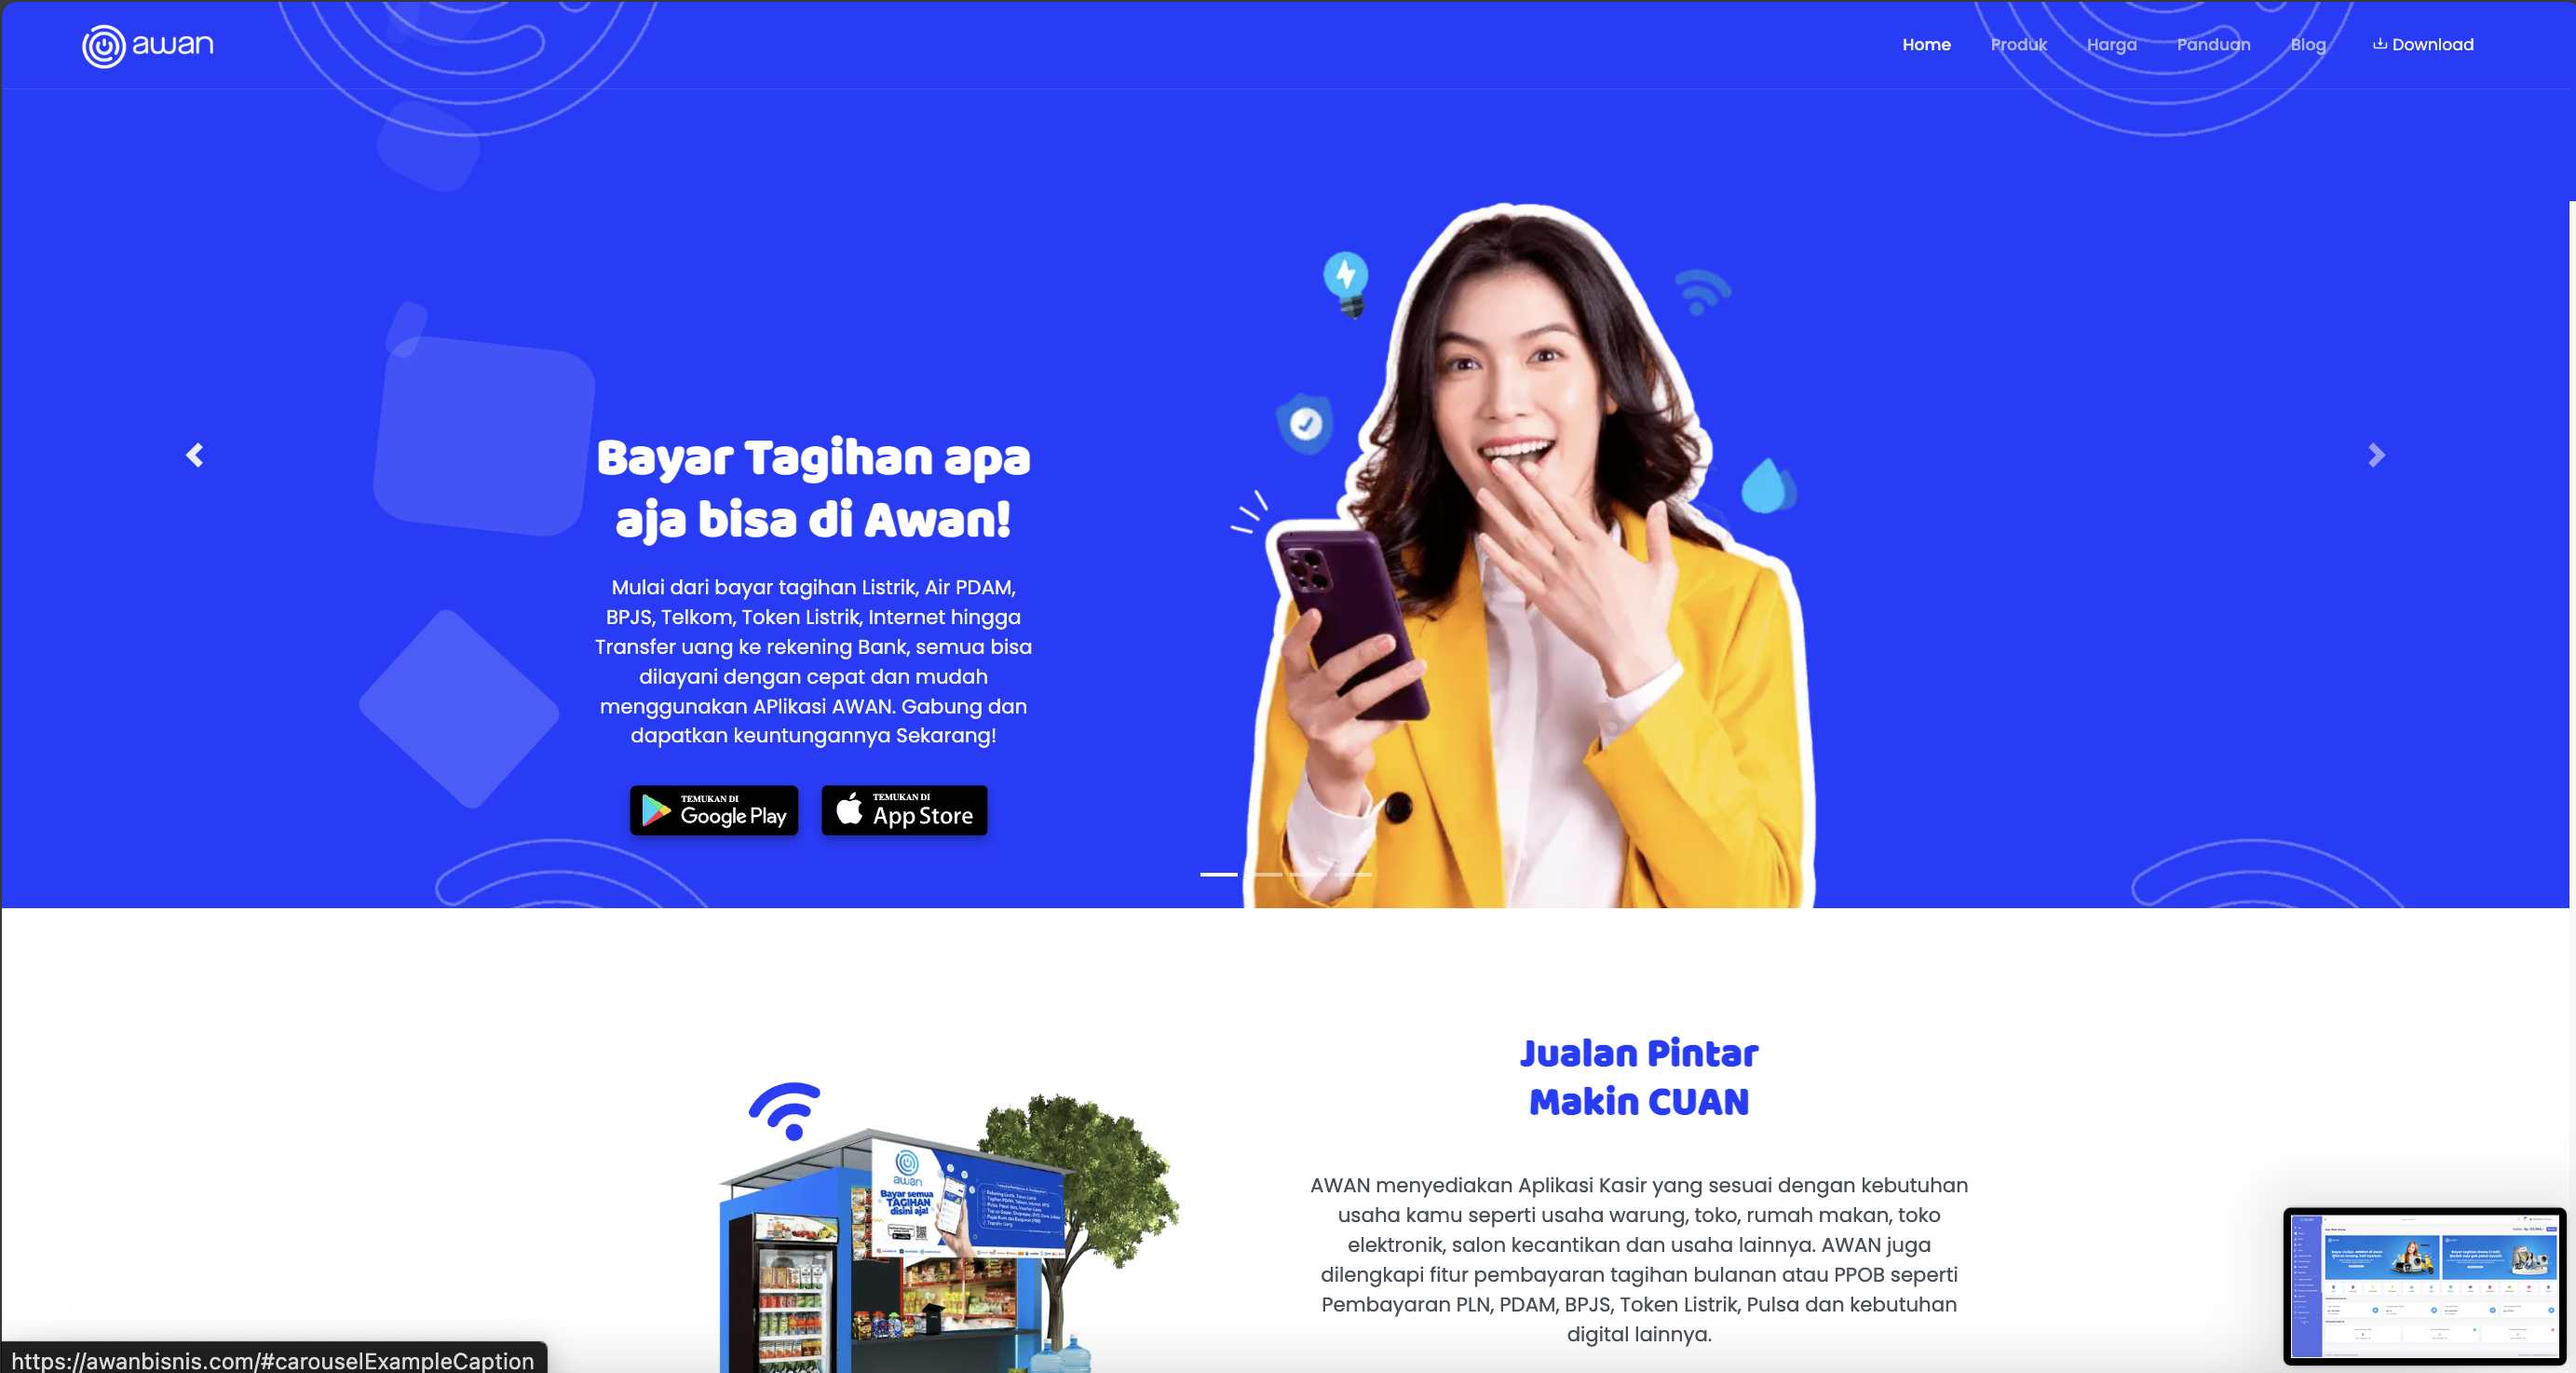 awan
Home Produk Harga Panduan Blog Download
Bayar Tagihan apa
aja bisa di Awan!
Mulai dari bayar tagihan Listrik, Air PDAM,
BPJS, Telkom, Token Listrik, Internet hingga
Transfer uang ke rekening Bank, semua bisa
dilayani dengan cepat dan mudah
menggunakan APlikasi AWAN. Gabung dan
dapatkan keuntungannya Sekarang!
TEMUKAN DI
Google Play
TEMUKAN DI
App Store
Jualan Pintar
Makin CUAN
AWAN menyediakan Aplikasi Kasir yang sesuai dengan kebutuhan
usaha kamu seperti usaha warung, toko, rumah makan, toko
elektronik, salon kecantikan dan usaha lainnya. AWAN juga
dilengkapi fitur pembayaran tagihan bulanan atau PPOB seperti
Pembayaran PLN, PDAM, BPJS, Token Listrik, Pulsa dan kebutuhan
digital lainnya.
awan
Bayar semua
TAGIHAN
disini aja!
https://awanbisnis.com/#carouselExampleCaption